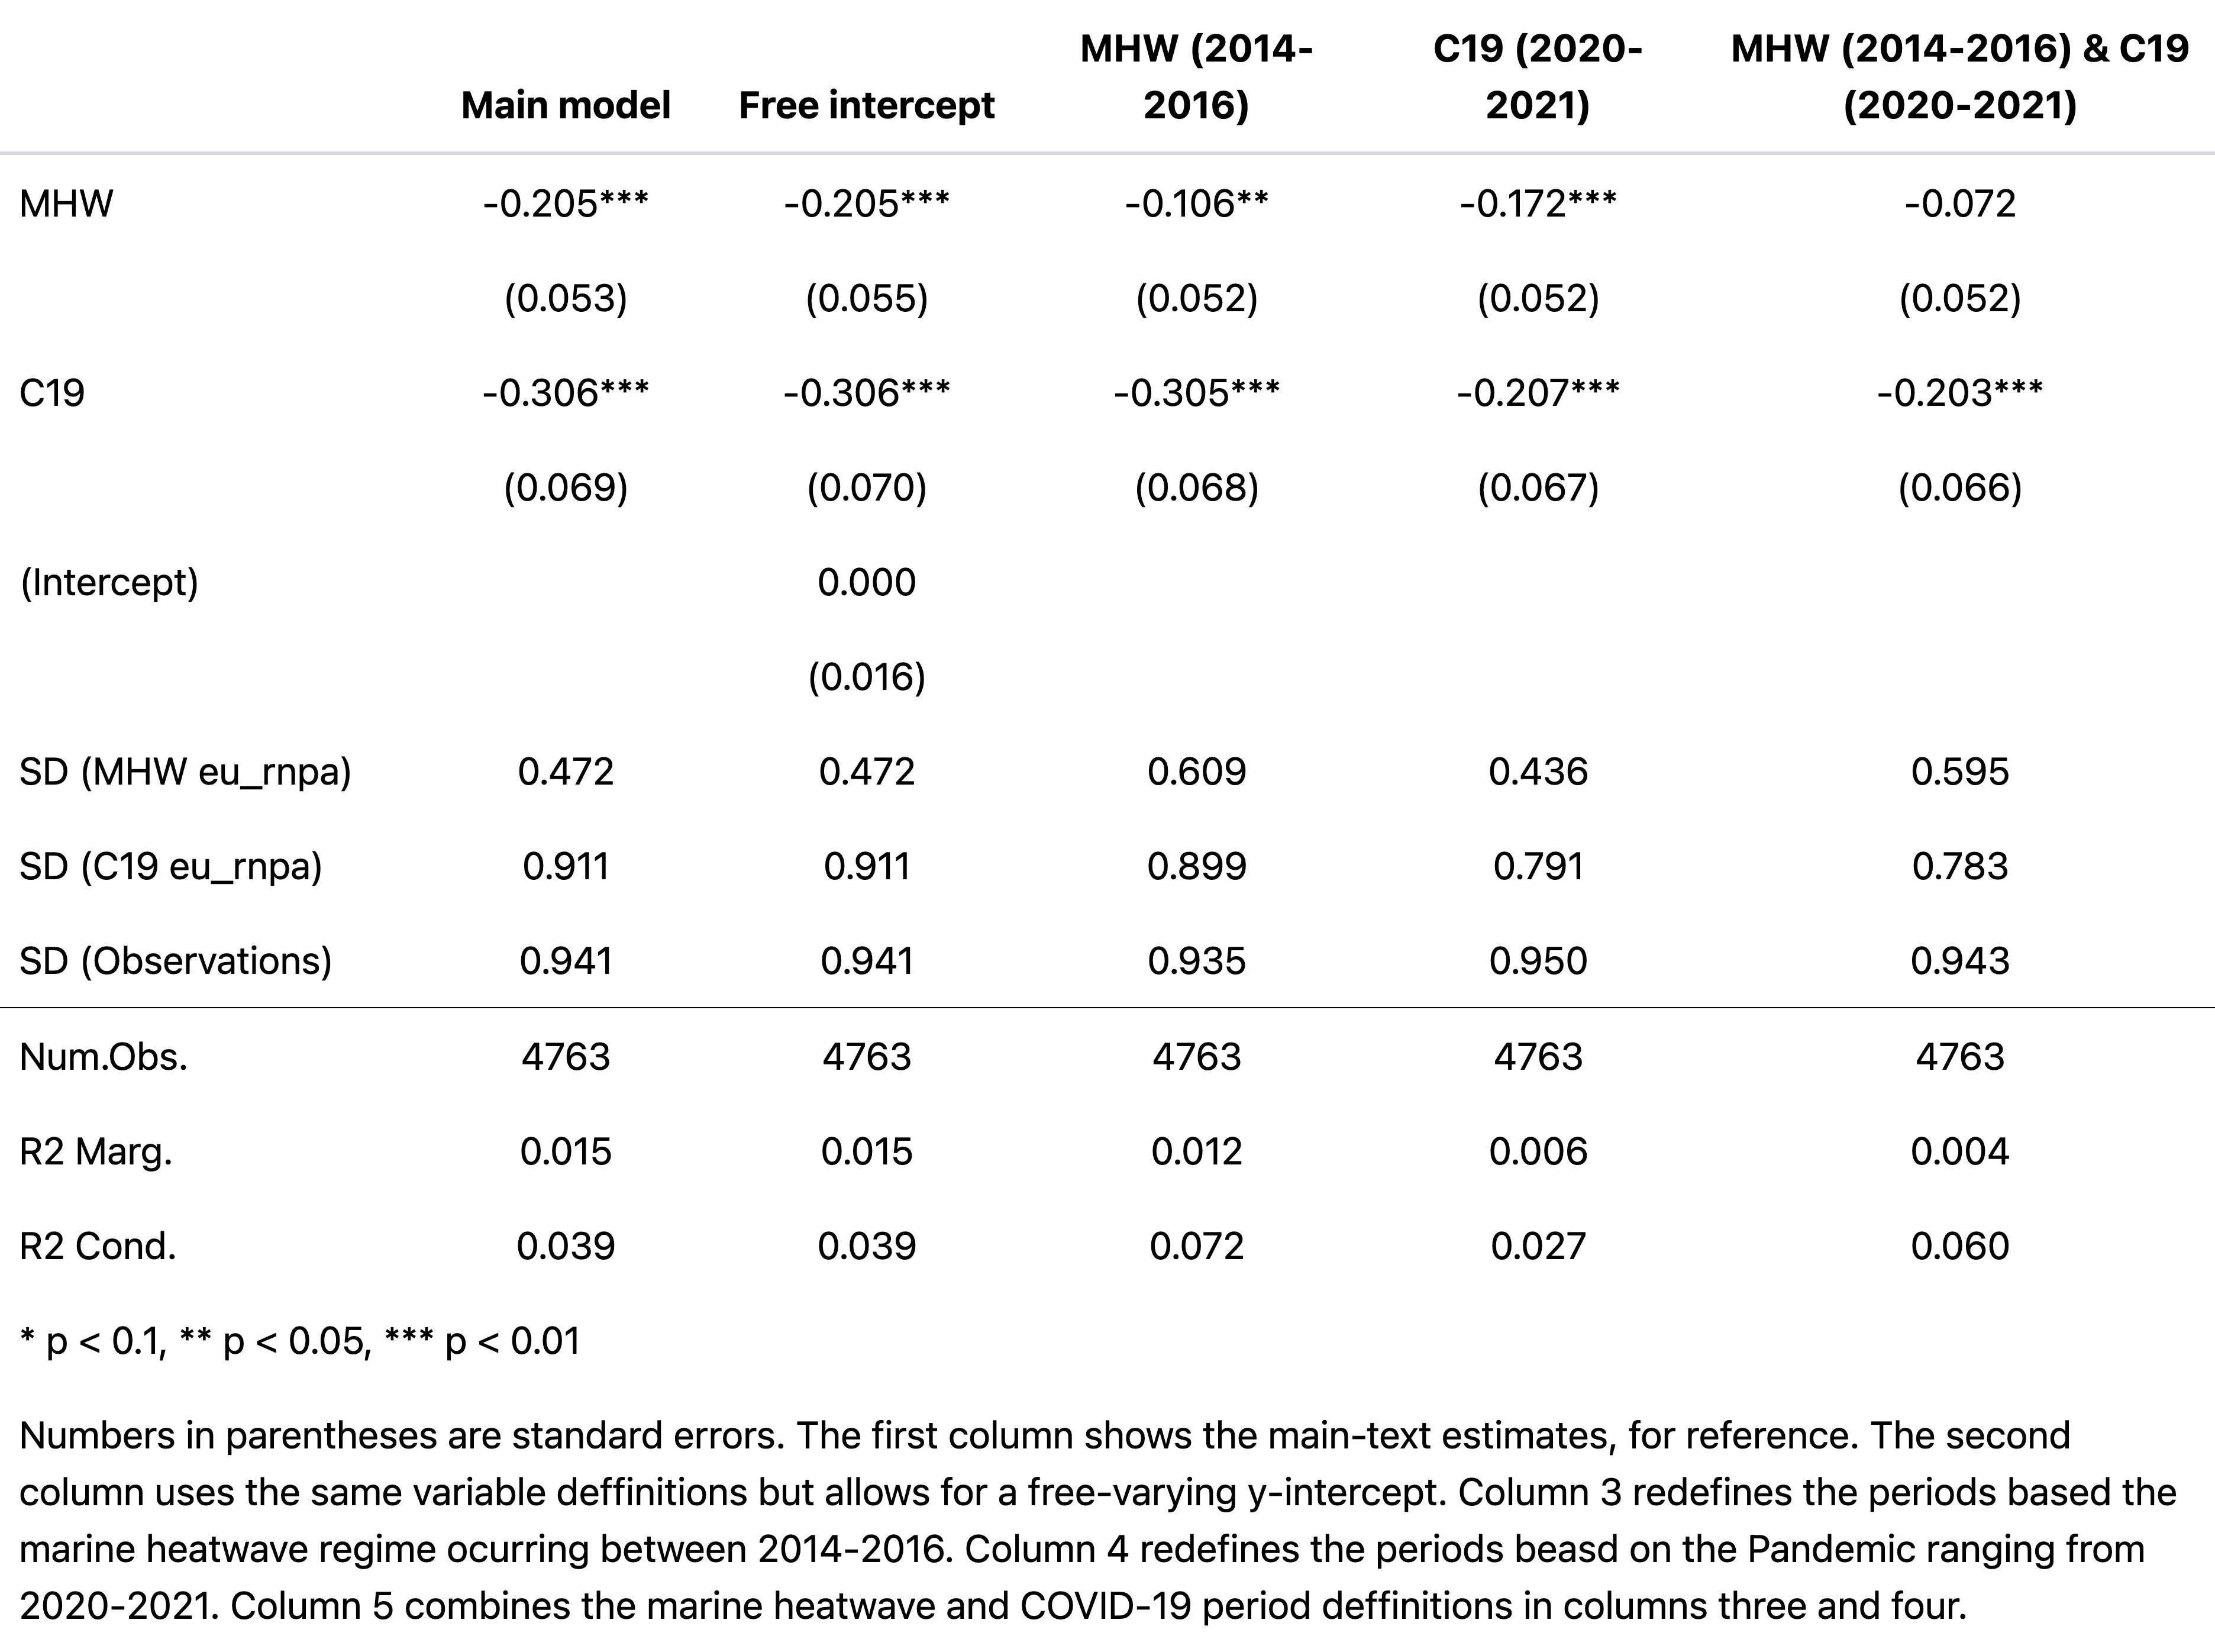 Main model Free intercept MHW (2014-2016) C19 (2020-2021) MHW (2014-2016) & C19 (2020-2021)
MHW -0.205*** -0.205*** -0.106** -0.172*** -0.072
(0.053) (0.055) (0.052) (0.052) (0.052)
C19 -0.306*** -0.306*** -0.305*** -0.207*** -0.203***
(0.069) (0.070) (0.068) (0.067) (0.066)
(Intercept) 0.000
(0.016)
SD (MHW eu_rnpa) 0.472 0.472 0.609 0.436 0.595
SD (C19 eu_rnpa) 0.911 0.911 0.899 0.791 0.783
SD (Observations) 0.941 0.941 0.935 0.950 0.943
Num.Obs. 4763 4763 4763 4763 4763
R2 Marg. 0.015 0.015 0.012 0.006 0.004
R2 Cond. 0.039 0.039 0.072 0.027 0.060
* p < 0.1, ** p < 0.05, *** p < 0.01
Numbers in parentheses are standard errors. The first column shows the main-text estimates, for reference. The second
column uses the same variable deffinitions but allows for a free-varying y-intercept. Column 3 redefines the periods based the
marine heatwave regime ocurring between 2014-2016. Column 4 redefines the periods beasd on the Pandemic ranging from
2020-2021. Column 5 combines the marine heatwave and COVID-19 period deffinitions in columns three and four.